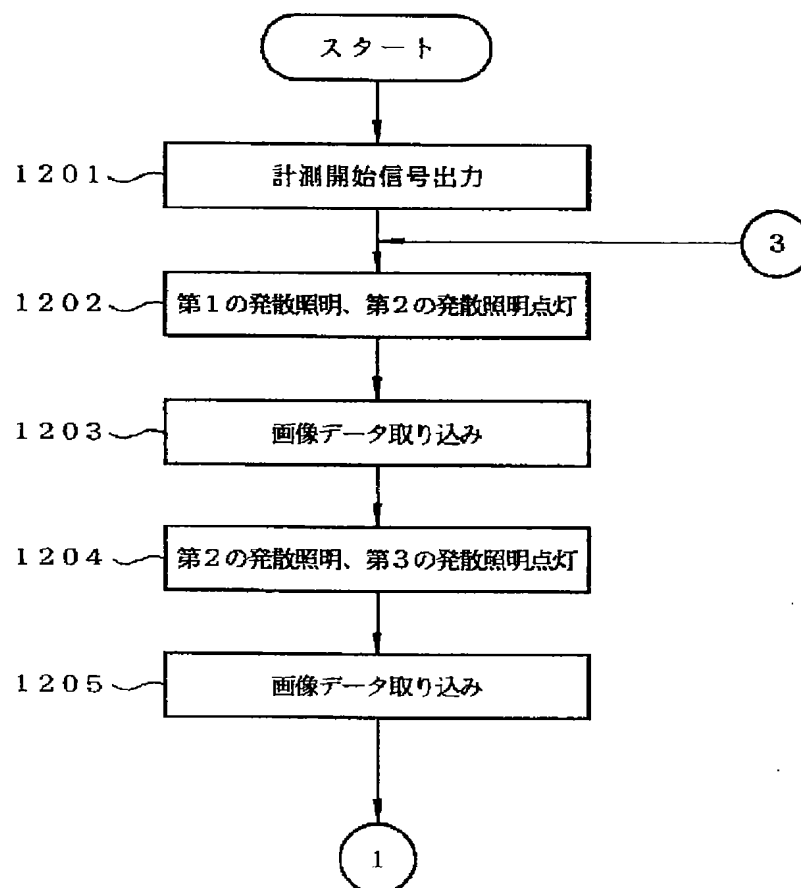 スタート
1201 計測開始信号出力
3
1202 第1の発散照明、第2の発散照明点灯
1203 画像データ取り込み
1204 第2の発散照明、第3の発散照明点灯
1205 画像データ取り込み
1